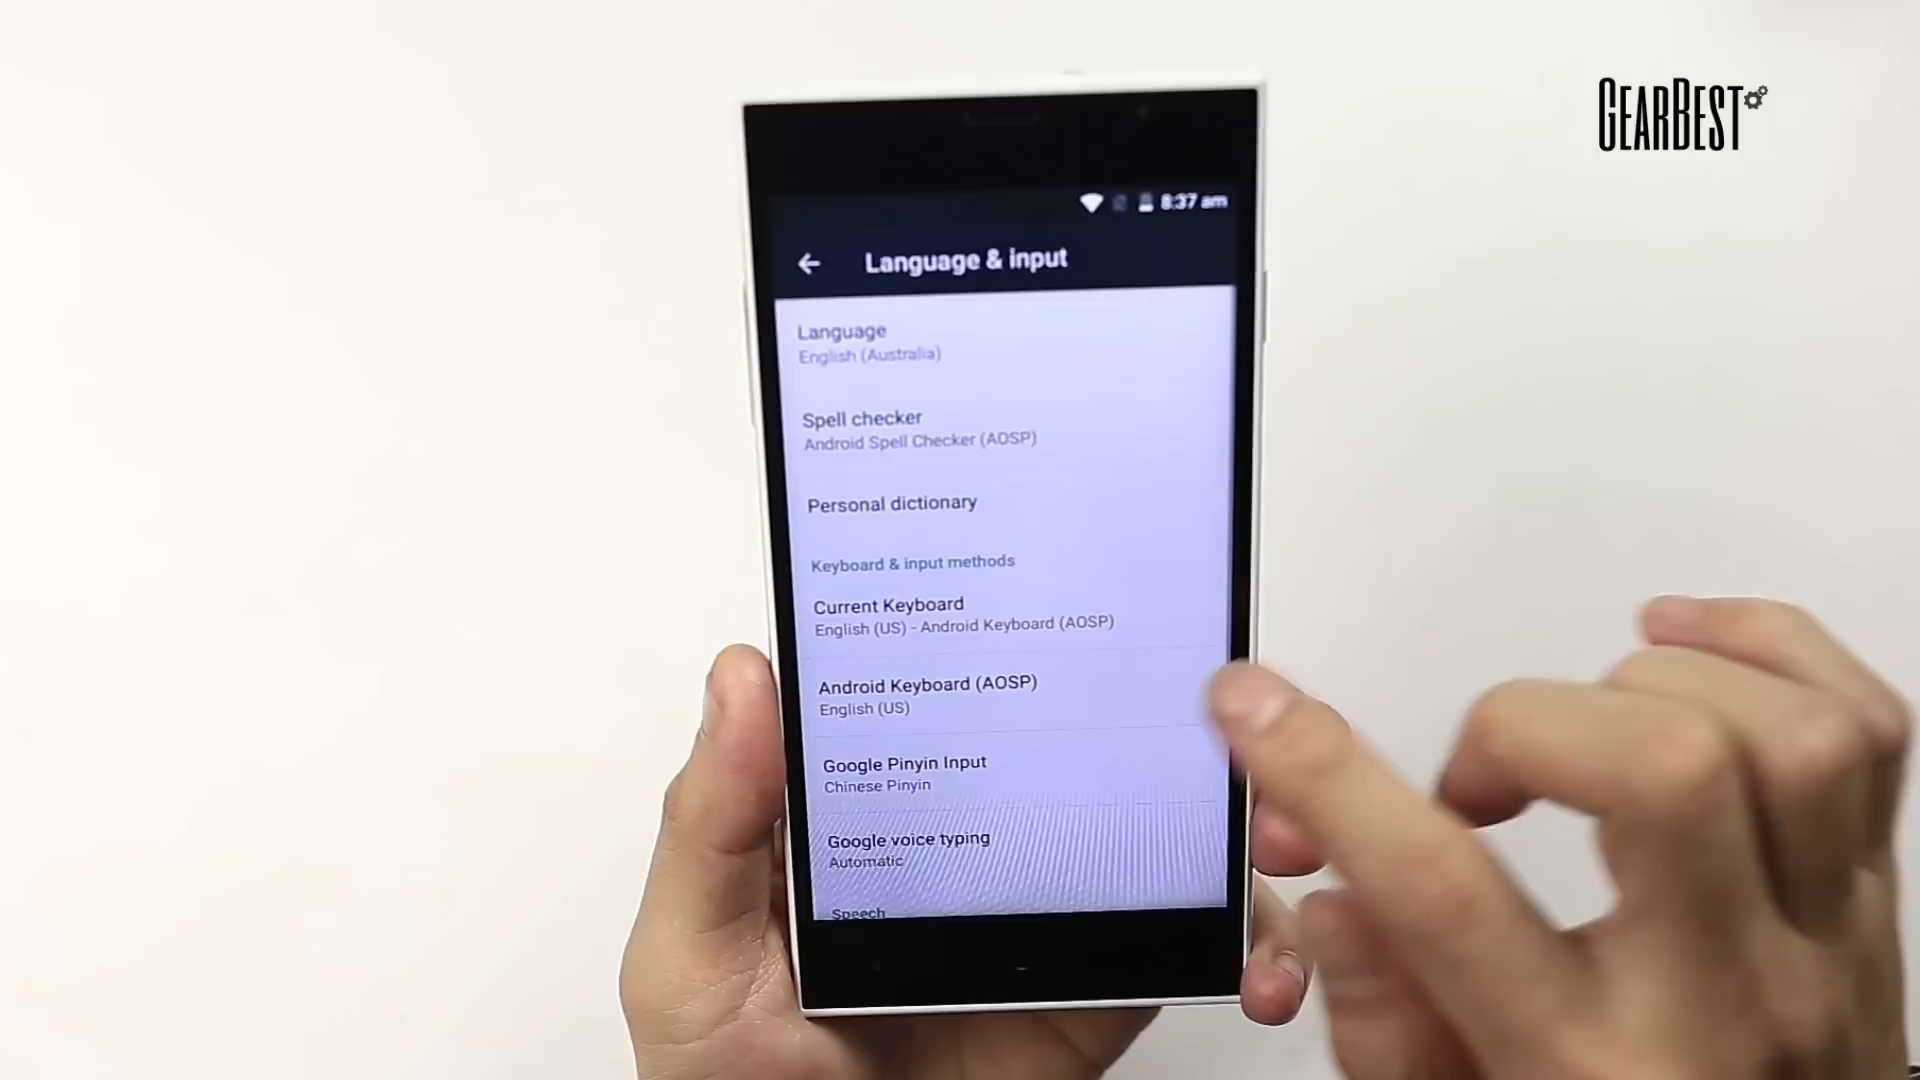 GEARBEST
8:37 am
Language & input
Language
English (Australia)
Spell checker
Android Spell Checker (AOSP)
Personal dictionary
Keyboard & input methods
Current Keyboard
English (US) - Android Keyboard (AOSP)
Android Keyboard (AOSP)
English (US)
Google Pinyin Input
Chinese Pinyin
Google voice typing
Automatic
Speech